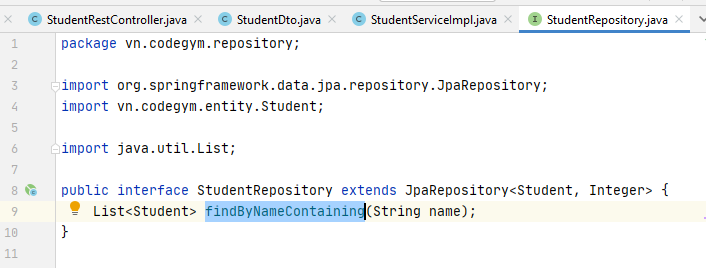 StudentRestController.java StudentDto.java StudentServiceImpl.java StudentRepository.java
1 package vn.codegym.repository;
2
3 import org.springframework.data.jpa.repository.JpaRepository;
4 import vn.codegym.entity.Student;
5
6 import java.util.List;
7
8 public interface StudentRepository extends JpaRepository<Student, Integer> {
9 List<Student> findByNameContaining(String name);
10 }
11